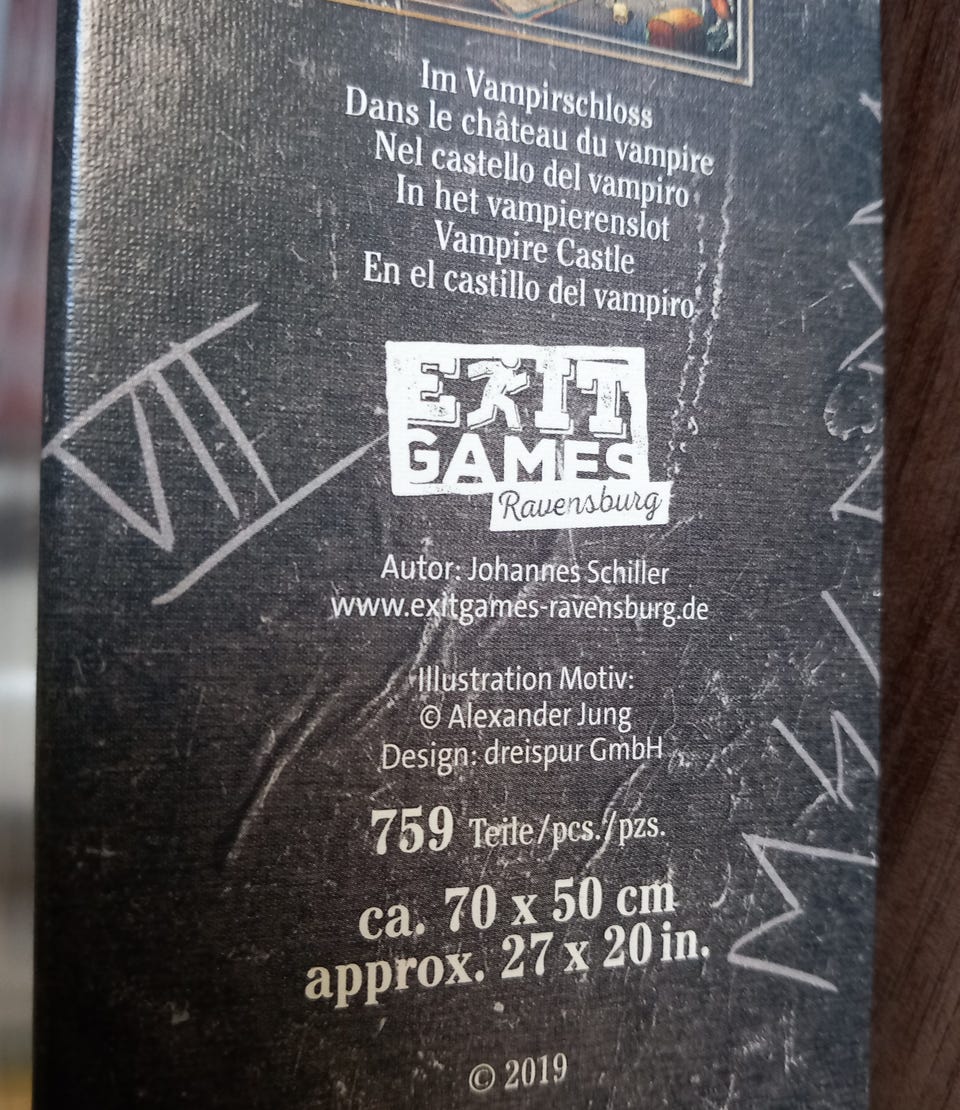 Im Vampirschloss
Dans le château du vampire
Nel castello del vampiro
In het vampierenslot
Vampire Castle
En el castillo del vampiro
VII
EXIT
GAMES
Ravensburg
Autor: Johannes Schiller
www.exitgames-ravensburg.de
Illustration Motiv:
© Alexander Jung
Design: dreispur GmbH
759 Teile/pcs./pzs.
ca. 70 x 50 cm
approx. 27 x 20 in.
© 2019